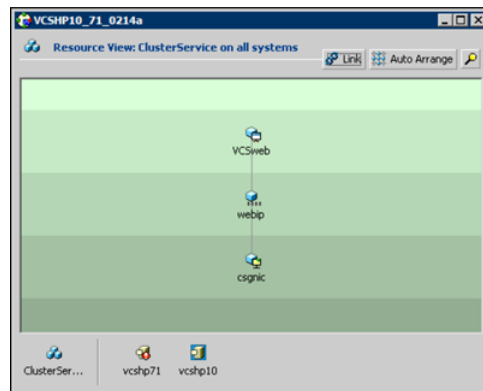 VCSHP10_71_0214a
Resource View: ClusterService on all systems
Link
Auto Arrange
VCSweb
webip
csgnic
ClusterSer...
vcshp71
vcshp10